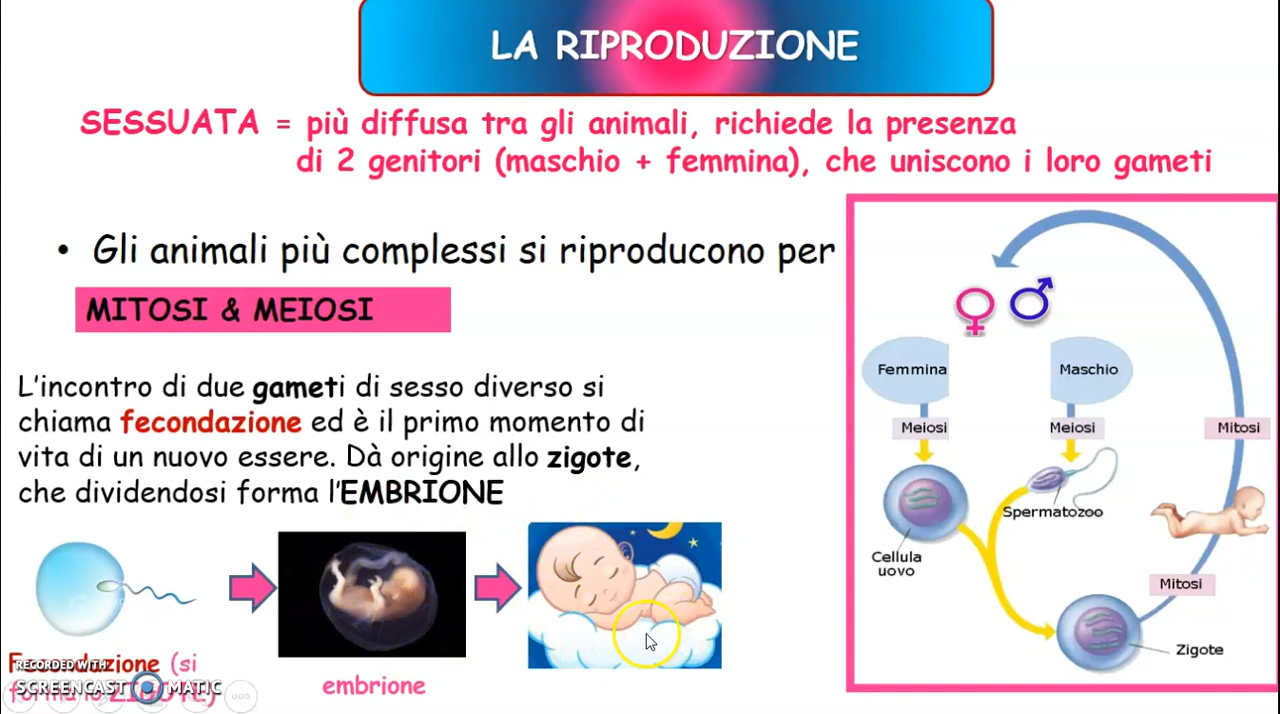 LA RIPRODUZIONE
SESSUATA = più diffusa tra gli animali, richiede la presenza
di 2 genitori (maschio + femmina), che uniscono i loro gameti
• Gli animali più complessi si riproducono per
MITOSI & MEIOSI
L'incontro di due gameti di sesso diverso si
chiama fecondazione ed è il primo momento di
vita di un nuovo essere. Dà origine allo zigote,
che dividendosi forma l'EMBRIONE
Fecondazione (si
forma lo ZIGOTE)
embrione
RECORDED WITH
SCREENCAST MATIC
Femmina
Maschio
Meiosi
Meiosi
Mitosi
Spermatozoo
Cellula
uovo
Mitosi
Zigote